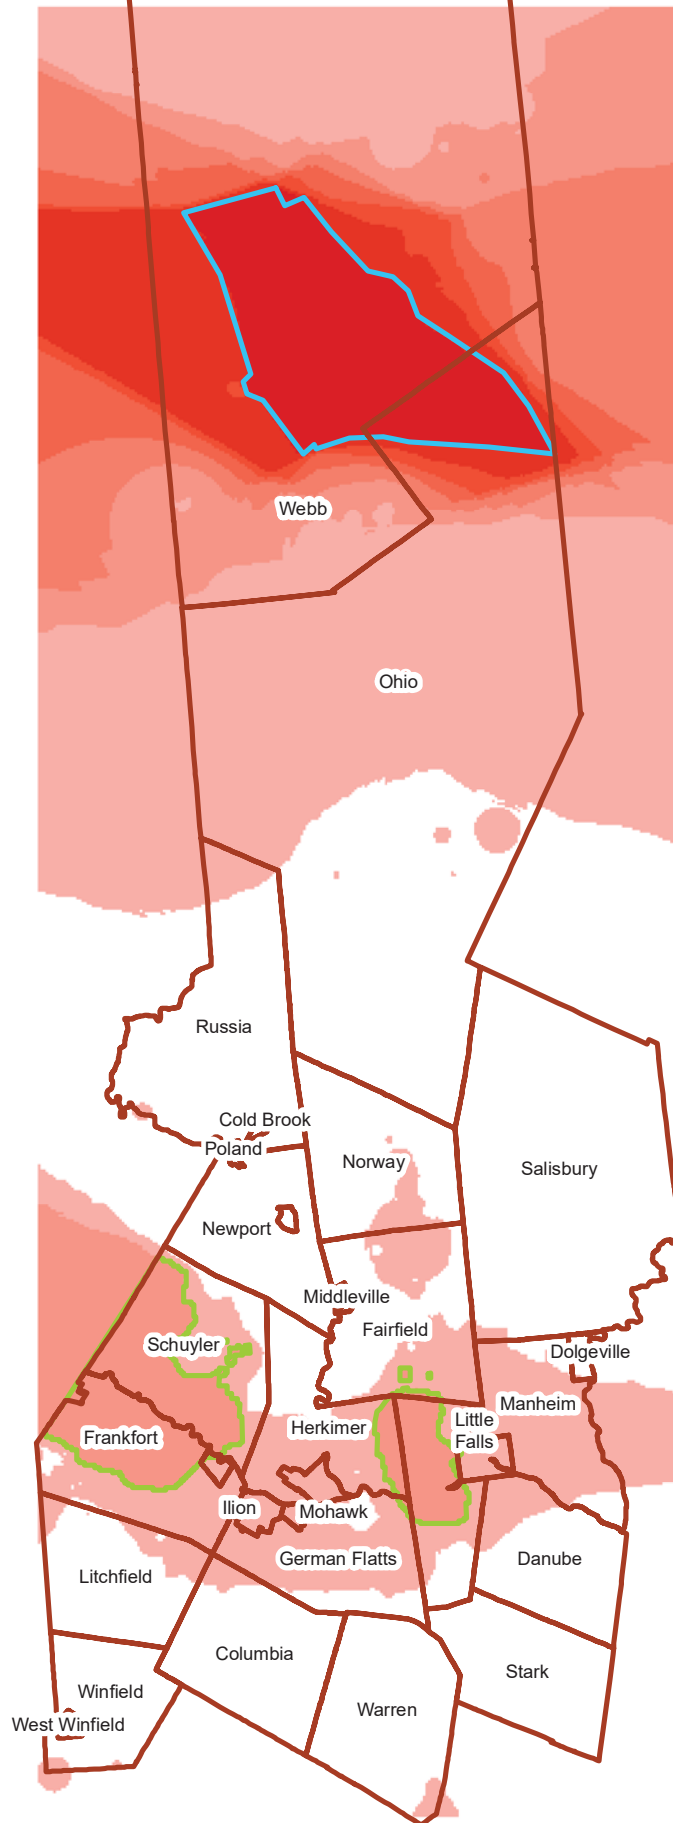 Webb
Ohio
Russia
Cold Brook
Poland
Norway
Salisbury
Newport
Middleville
Fairfield
Schuyler
Dolgeville
Manheim
Little
Falls
Herkimer
Frankfort
Ilion
Mohawk
German Flatts
Danube
Litchfield
Columbia
Stark
Winfield
Warren
West Winfield